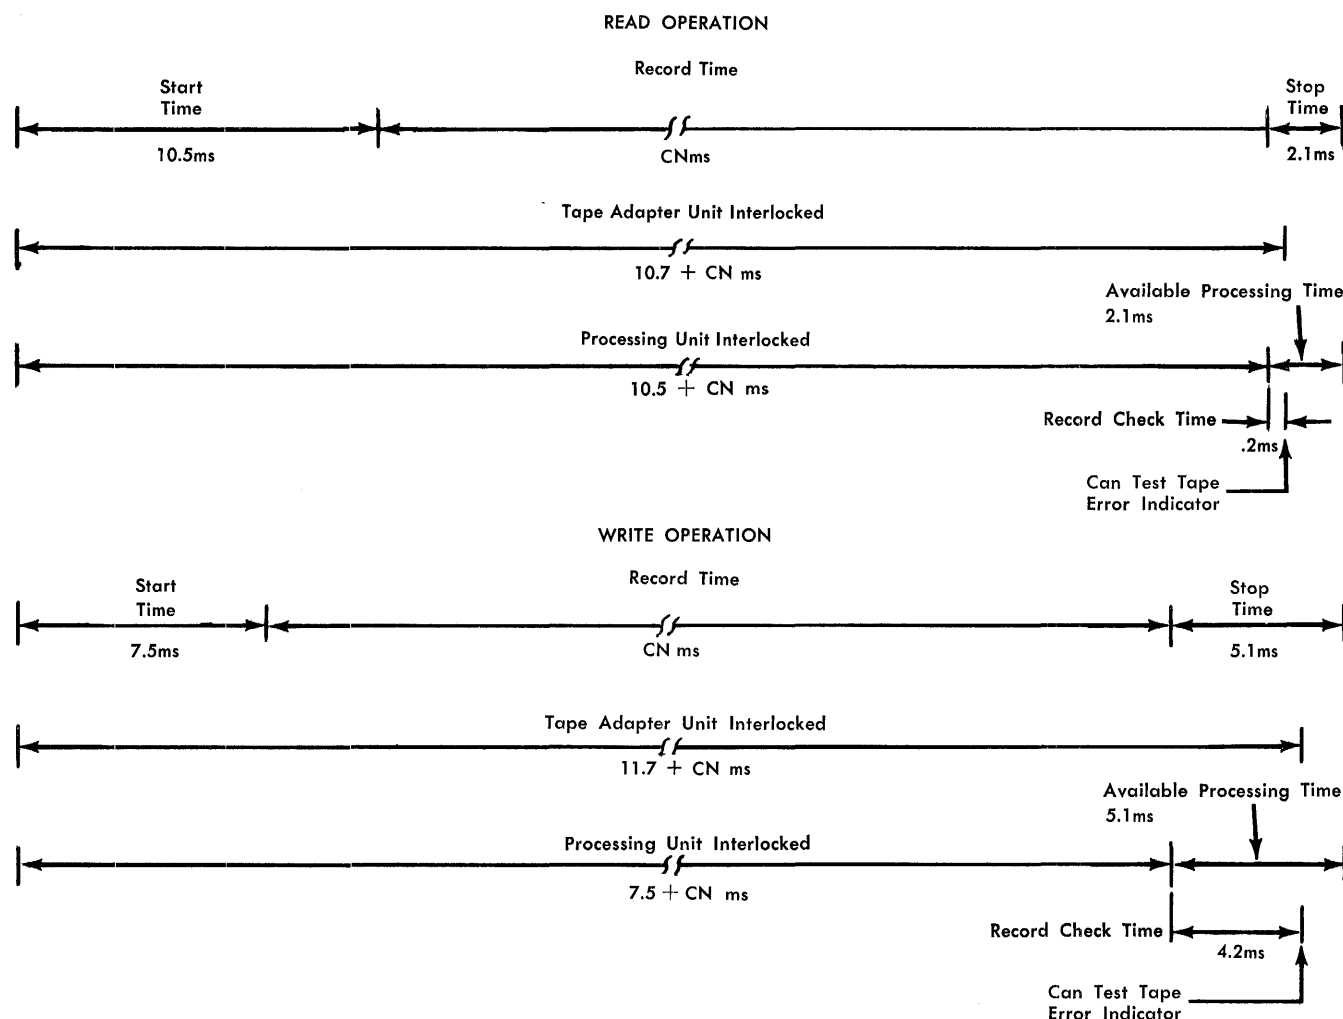 READ OPERATION
Record Time
Start
Time
Stop
Time
10.5ms
CNms
2.1ms
Tape Adapter Unit Interlocked
10.7 + CN ms
Available Processing Time
2.1ms
Processing Unit Interlocked
10.5 + CN ms
Record Check Time
.2ms
Can Test Tape
Error Indicator
WRITE OPERATION
Record Time
Start
Time
Stop
Time
7.5ms
CN ms
5.1ms
Tape Adapter Unit Interlocked
11.7 + CN ms
Available Processing Time
5.1ms
Processing Unit Interlocked
7.5 + CN ms
Record Check Time
4.2ms
Can Test Tape
Error Indicator